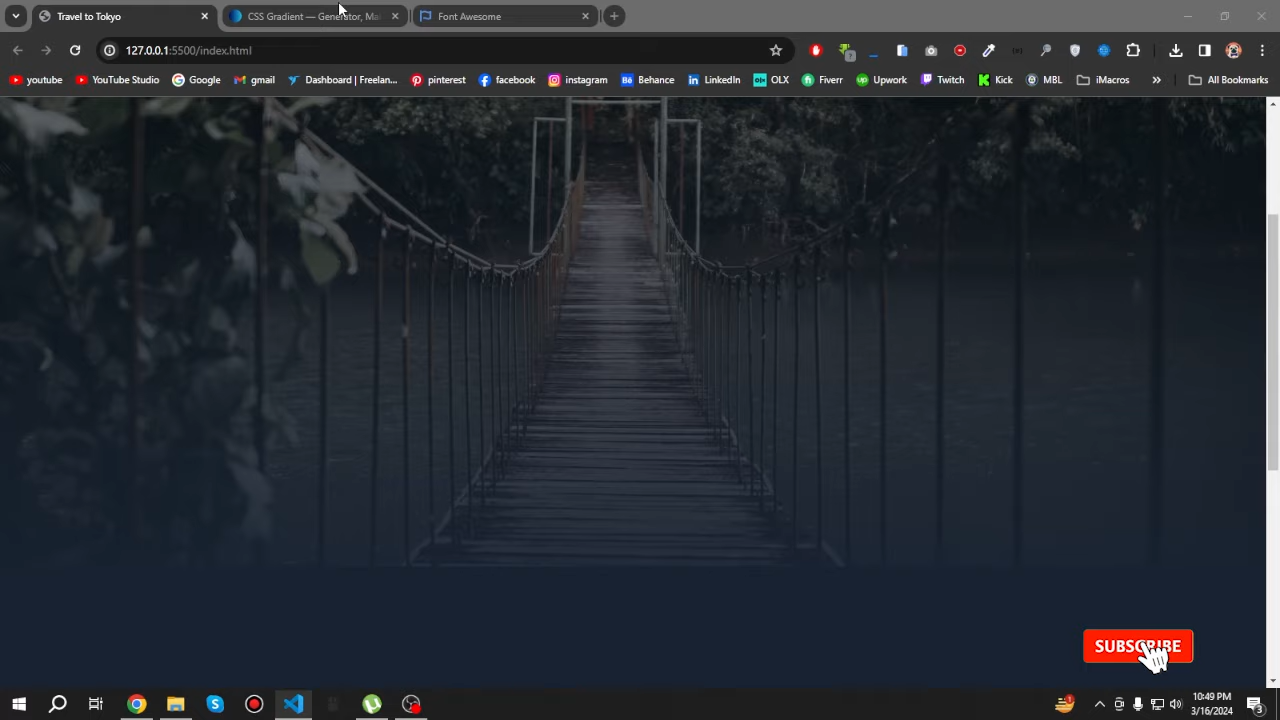 Travel to Tokyo
CSS Gradient — Generator, Mai
Font Awesome
127.0.0.1:5500/index.html
youtube
YouTube Studio
Google
gmail
Dashboard | Freelan...
pinterest
facebook
instagram
Behance
LinkedIn
OLX
Fiverr
Upwork
Twitch
Kick
MBL
iMacros
All Bookmarks
SUBSCRIBE
10:49 PM
3/16/2024